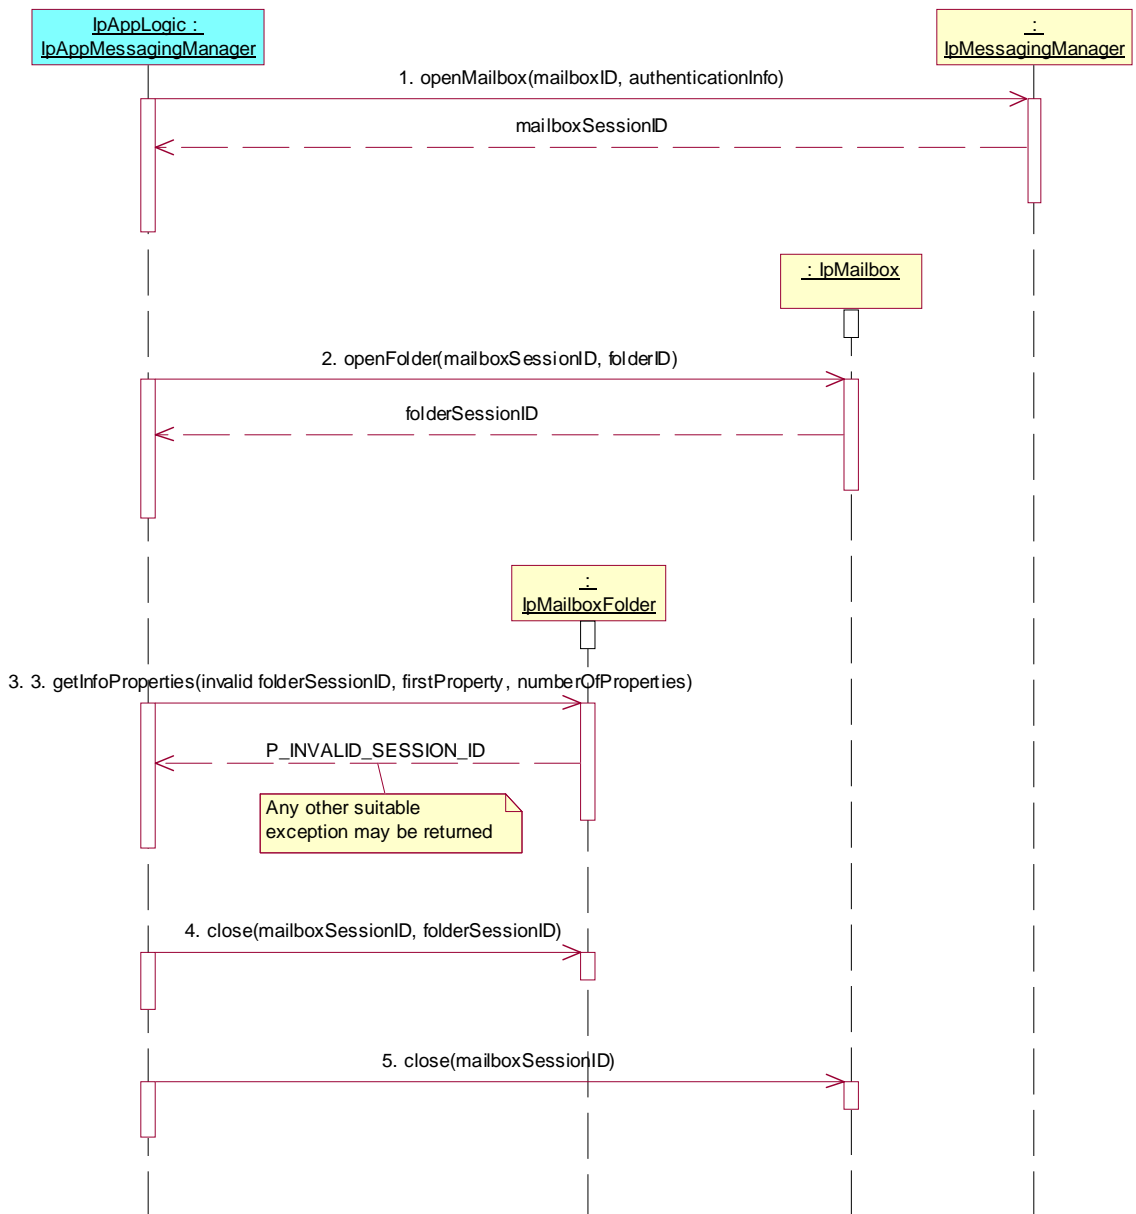 IpAppLogic :
IpAppMessagingManager
:
IpMessagingManager
1. openMailbox(mailboxID, authenticationInfo)
mailboxSessionID
: IpMailbox
2. openFolder(mailboxSessionID, folderID)
folderSessionID
:
IpMailboxFolder
3. 3. getInfoProperties(invalid folderSessionID, firstProperty, numberOfProperties)
P_INVALID_SESSION_ID
Any other suitable
exception may be returned
4. close(mailboxSessionID, folderSessionID)
5. close(mailboxSessionID)